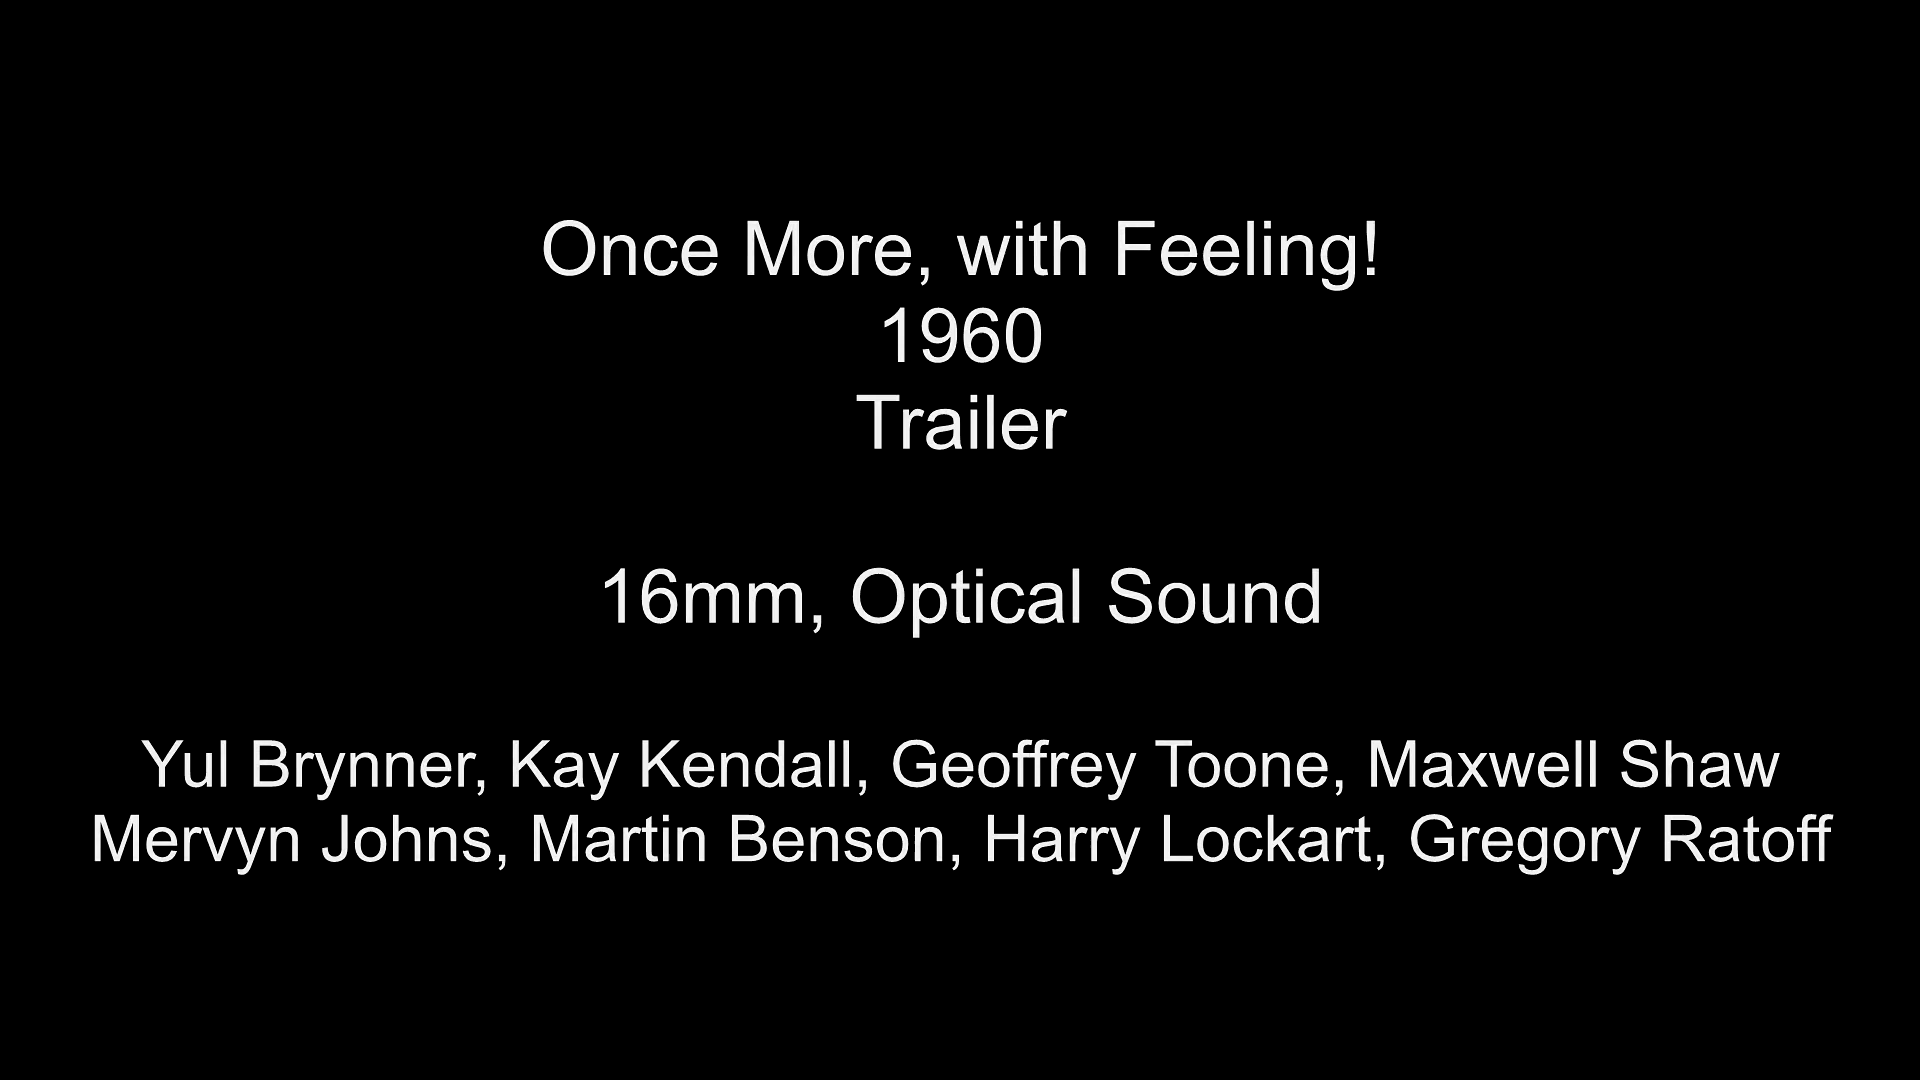 Once More, with Feeling!
1960
Trailer
16mm, Optical Sound
Yul Brynner, Kay Kendall, Geoffrey Toone, Maxwell Shaw
Mervyn Johns, Martin Benson, Harry Lockart, Gregory Ratoff